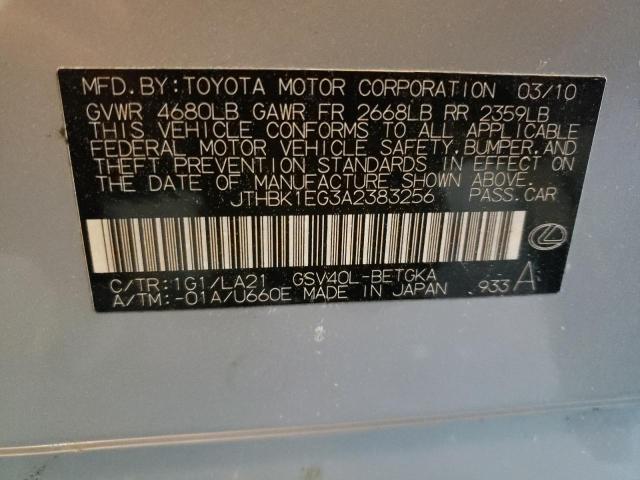 MFD.BY:TOYOTA MOTOR CORPORATION 03/10
GVWR 4680LB GAWR FR 2668LB RR 2359LB
THIS VEHICLE CONFORMS TO ALL APPLICABLE
FEDERAL MOTOR VEHICLE SAFETY,BUMPER,AND
THEFT PREVENTION STANDARDS IN EFFECT ON
THE DATE OF MANUFACTURE SHOWN ABOVE.
JTHBK1EG3A2383256 PASS.CAR
C/TR:1G1/LA21 GSV40L-BETGKA
A/TM:-01A/U660E MADE IN JAPAN 933 A